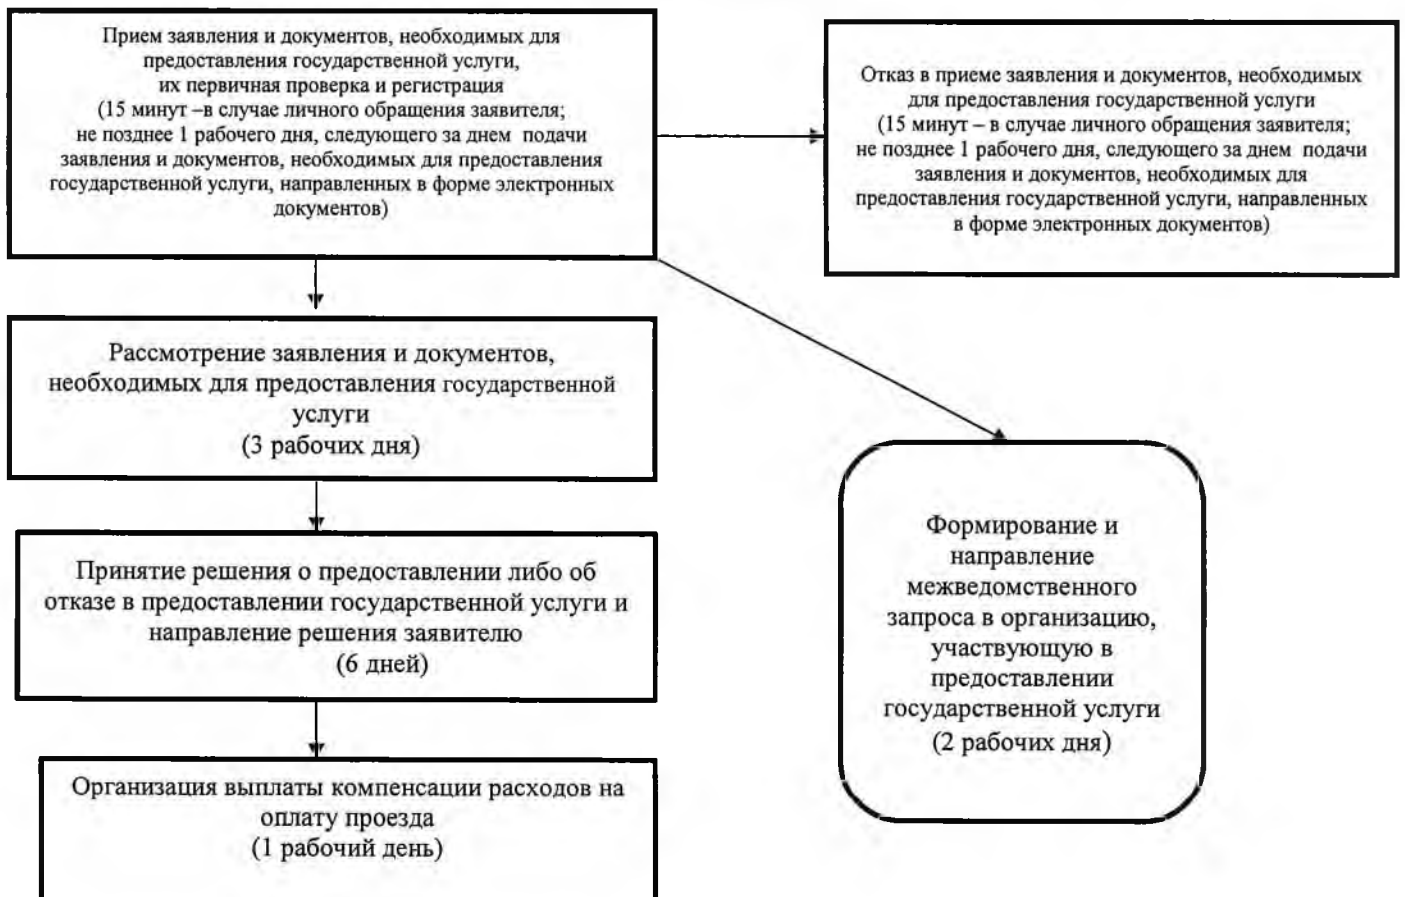 Прием заявления и документов, необходимых для
предоставления государственной услуги,
их первичная проверка и регистрация
(15 минут –в случае личного обращения заявителя;
не позднее 1 рабочего дня, следующего за днем подачи
заявления и документов, необходимых для предоставления
государственной услуги, направленных в форме электронных
документов)
Отказ в приеме заявления и документов, необходимых
для предоставления государственной услуги
(15 минут – в случае личного обращения заявителя;
не позднее 1 рабочего дня, следующего за днем подачи
заявления и документов, необходимых для
предоставления государственной услуги, направленных
в форме электронных документов)
Рассмотрение заявления и документов,
необходимых для предоставления государственной
услуги
(3 рабочих дня)
Принятие решения о предоставлении либо об
отказе в предоставлении государственной услуги и
направление решения заявителю
(6 дней)
Организация выплаты компенсации расходов на
оплату проезда
(1 рабочий день)
Формирование и
направление
межведомственного
запроса в организацию,
участвующую в
предоставлении
государственной услуги
(2 рабочих дня)